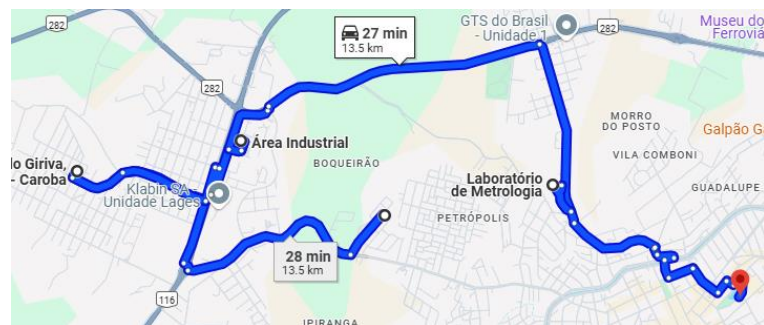 282
27 min
13.5 km
GTS do Brasil
- Unidade 1
282
Museu do
Ferroviá
282
MORRO
DO POSTO
Galpão G
do Giriva,
- Caroba
Área Industrial
BOQUEIRÃO
VILA COMBONI
Klabin SA -
Unidade Lages
Laboratório
de Metrologia
GUADALUPE
PETRÓPOLIS
28 min
13.5 km
116
IPIRANGA